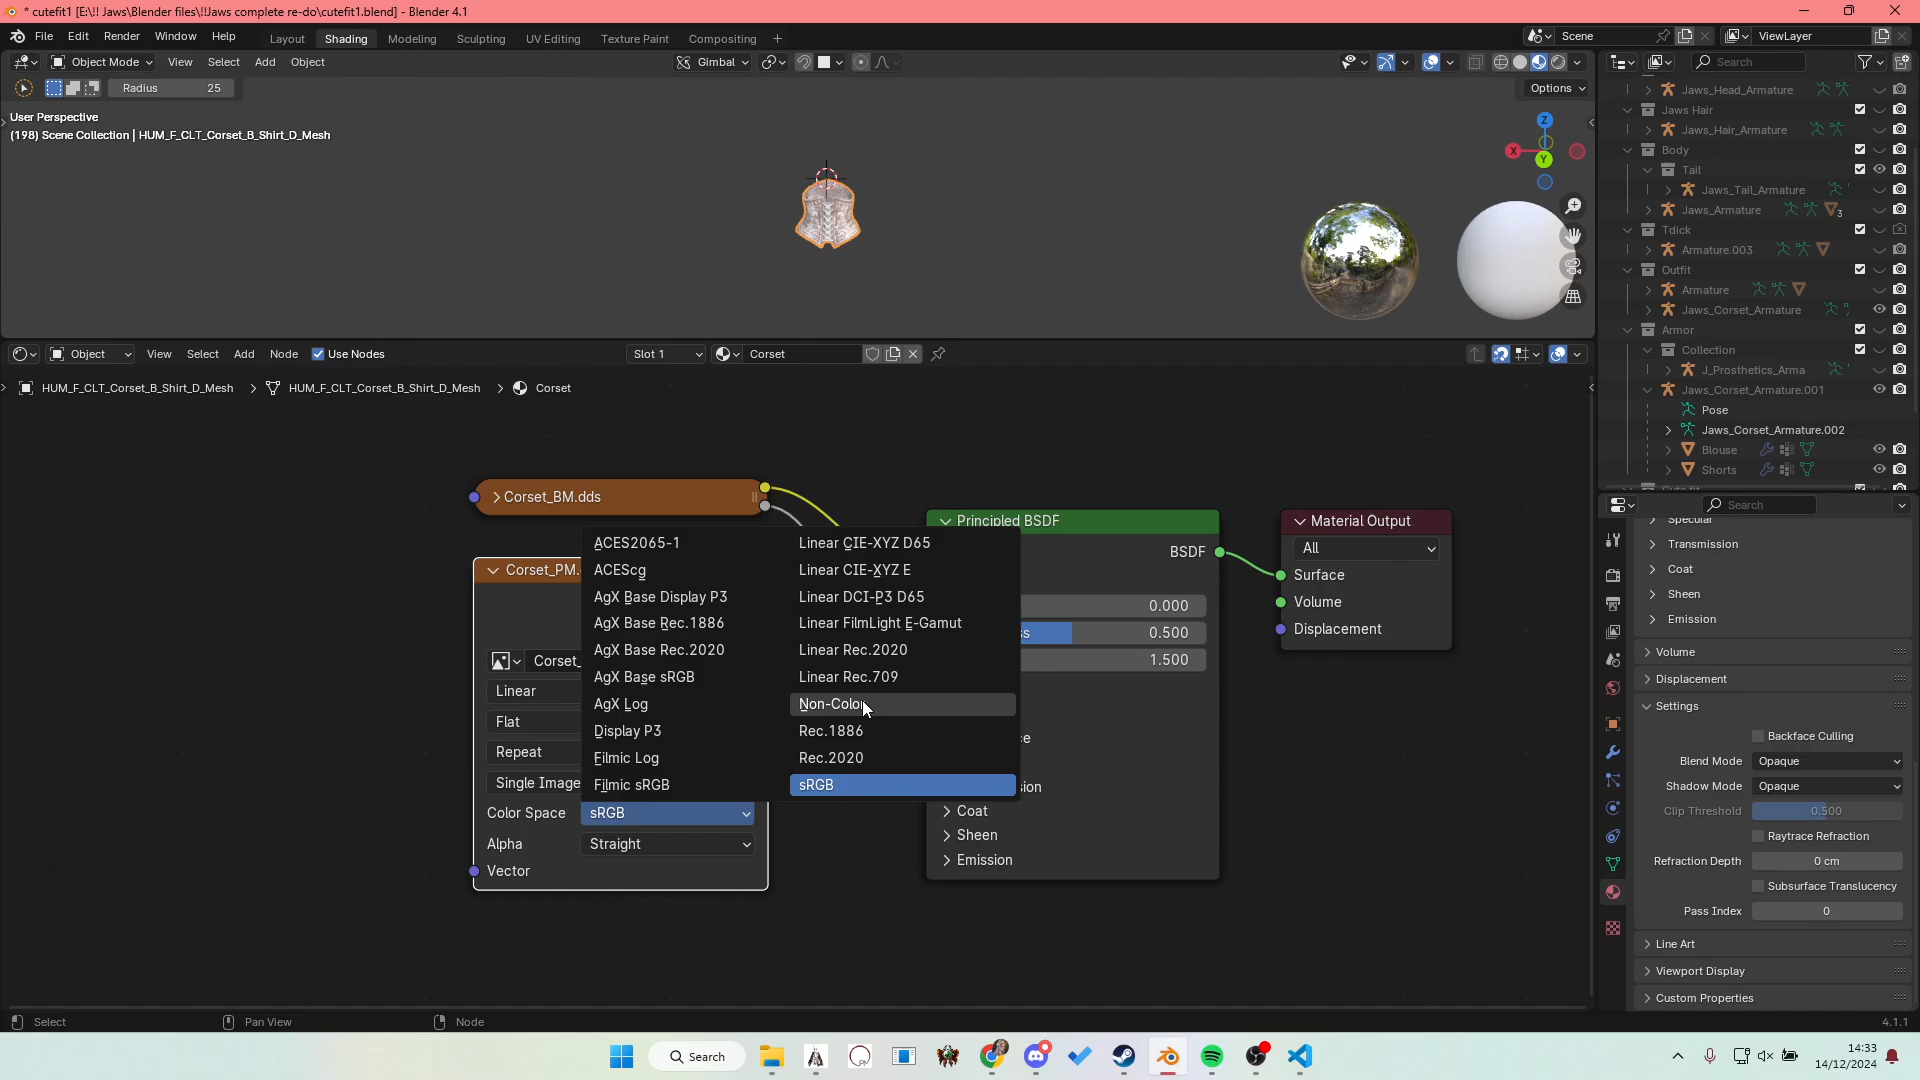 * cutefit1 [E:\!! Jaws\Blender files\!!Jaws complete re-do\cutefit1.blend] - Blender 4.1
File Edit Render Window Help
Layout Shading Modeling Sculpting UV Editing Texture Paint Compositing
Scene
ViewLayer
Object Mode View Select Add Object
Gimbal
Search
Radius 25
Options
User Perspective
(198) Scene Collection | HUM_F_CLT_Corset_B_Shirt_D_Mesh
Z
X
Y
Jaws_Head_Armature
Jaws Hair
Jaws_Hair_Armature
Body
Tail
Jaws_Tail_Armature
Jaws_Armature
3
Tdick
Armature.003
Outfit
Armature
Jaws_Corset_Armature
Armor
Collection
J_Prosthetics_Arma
Jaws_Corset_Armature.001
Pose
Jaws_Corset_Armature.002
Blouse
Shorts
Object View Select Add Node Use Nodes
Slot 1
Corset
HUM_F_CLT_Corset_B_Shirt_D_Mesh > HUM_F_CLT_Corset_B_Shirt_D_Mesh > Corset
Corset_BM.dds
Corset_PM.
Corset_
Linear
Flat
Repeat
Single Image
Color Space sRGB
Alpha Straight
Vector
ACES2065-1
ACEScg
AgX Base Display P3
AgX Base Rec.1886
AgX Base Rec.2020
AgX Base sRGB
AgX Log
Display P3
Filmic Log
Filmic sRGB
Linear CIE-XYZ D65
Linear CIE-XYZ E
Linear DCI-P3 D65
Linear FilmLight E-Gamut
Linear Rec.2020
Linear Rec.709
Non-Color
Rec.1886
Rec.2020
sRGB
Principled BSDF
BSDF
0.000
ss 0.500
1.500
ce
sion
Coat
Sheen
Emission
Material Output
All
Surface
Volume
Displacement
Search
Specular
Transmission
Coat
Sheen
Emission
Volume
Displacement
Settings
Backface Culling
Blend Mode Opaque
Shadow Mode Opaque
Clip Threshold 0.500
Raytrace Refraction
Refraction Depth 0 cm
Subsurface Translucency
Pass Index 0
Line Art
Viewport Display
Custom Properties
Select
Pan View
Node
4.1.1
Search
14:33
14/12/2024